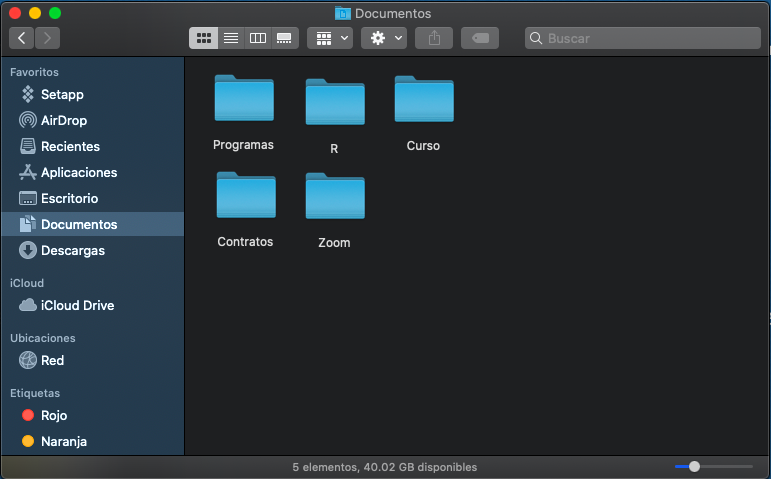 Documentos
Buscar
Favoritos
Setapp
AirDrop
Recientes
Aplicaciones
Escritorio
Documentos
Descargas
iCloud
iCloud Drive
Ubicaciones
Red
Etiquetas
Rojo
Naranja
Programas
R
Curso
Contratos
Zoom
5 elementos, 40.02 GB disponibles